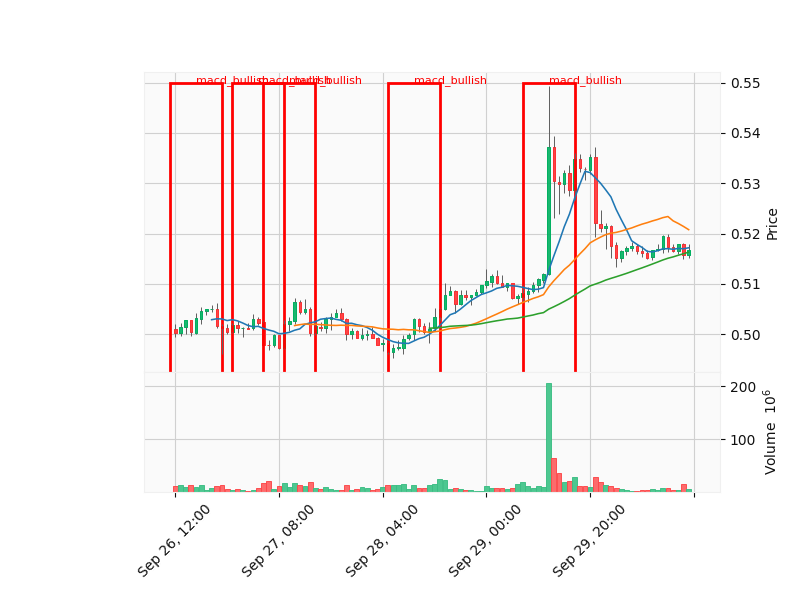 macd_bullish macd_bullish macd_bullish macd_bullish macd_bullish
0.55
0.54
0.53
0.52
0.51
0.50
Price
200
100
Volume 10^6
Sep 26, 12:00
Sep 27, 08:00
Sep 28, 04:00
Sep 29, 00:00
Sep 29, 20:00